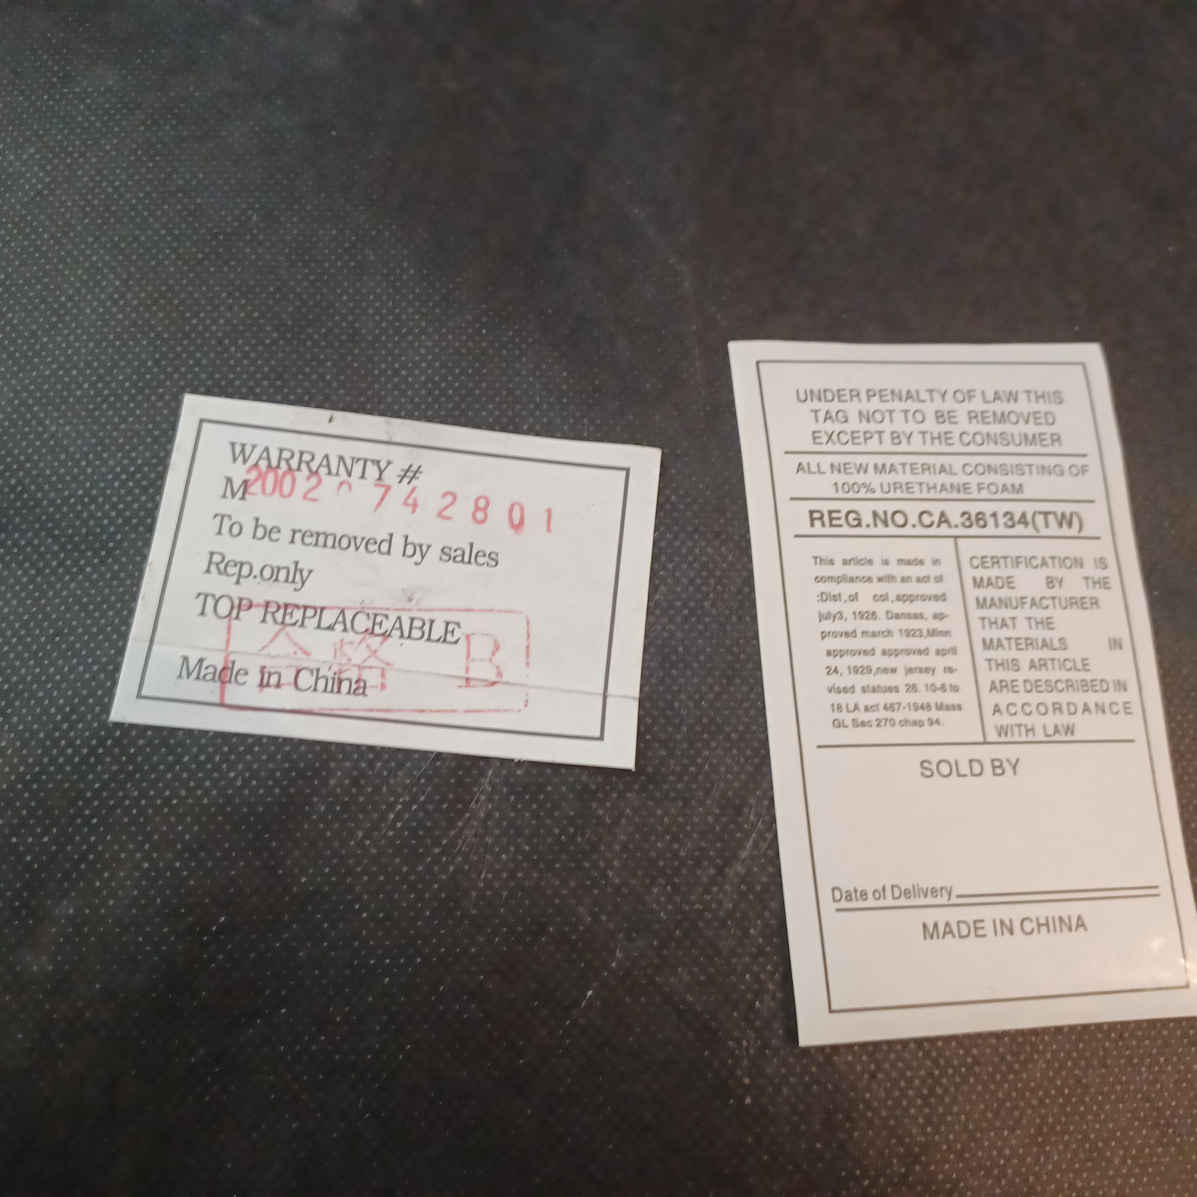 WARRANTY #
M2002 742801
To be removed by sales
Rep.only
TOP REPLACEABLE
合格 B
Made in China
UNDER PENALTY OF LAW THIS
TAG NOT TO BE REMOVED
EXCEPT BY THE CONSUMER
ALL NEW MATERIAL CONSISTING OF
100% URETHANE FOAM
REG.NO.CA.36134(TW)
This article is made in
compliance with an act of
:Dist,of col,approved
july3, 1926. Dansas, ap-
proved march 1923,Minn
approved approved april
24, 1929,new jersey re-
vised statues 26. 10-6 to
18 LA act 467-1948 Mass
GL Sec 270 chap 94.
CERTIFICATION IS
MADE BY THE
MANUFACTURER
THAT THE
MATERIALS IN
THIS ARTICLE
ARE DESCRIBED IN
ACCORDANCE
WITH LAW
SOLD BY
Date of Delivery
MADE IN CHINA